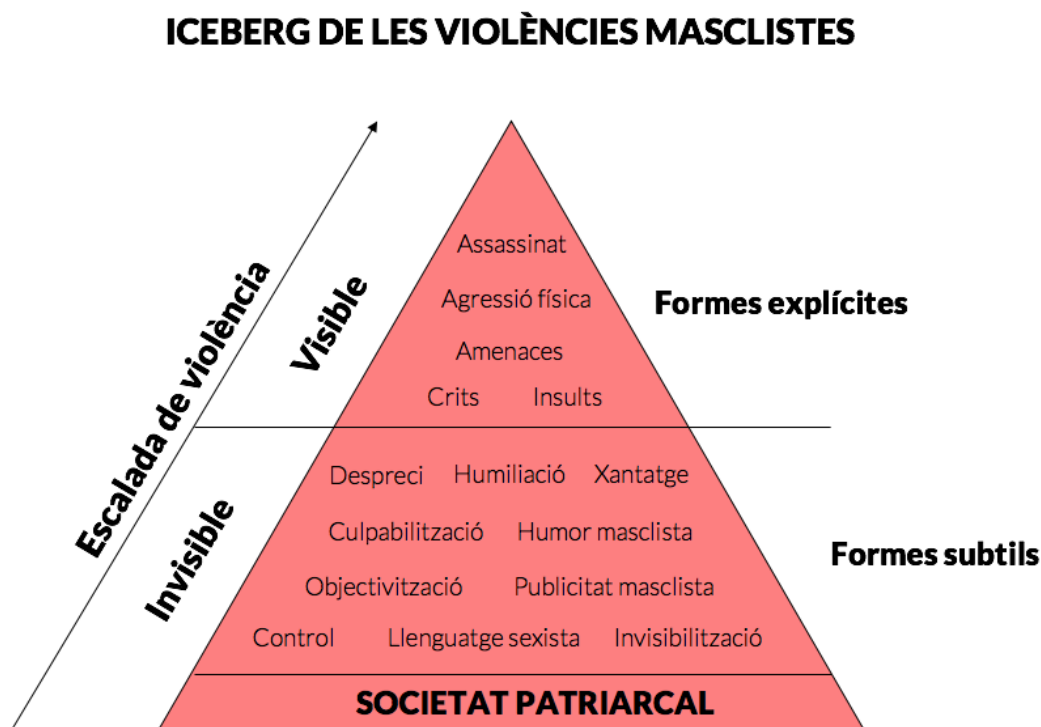 ICEBERG DE LES VIOLÈNCIES MASCLISTES
Escalada de violència
Visible
Assassinat
Agressió física
Formes explícites
Amenaces
Crits Insults
Invisible
Despreci Humiliació Xantatge
Culpabilització Humor masclista
Formes subtils
Objectivització Publicitat masclista
Control Llenguatge sexista Invisibilització
SOCIETAT PATRIARCAL